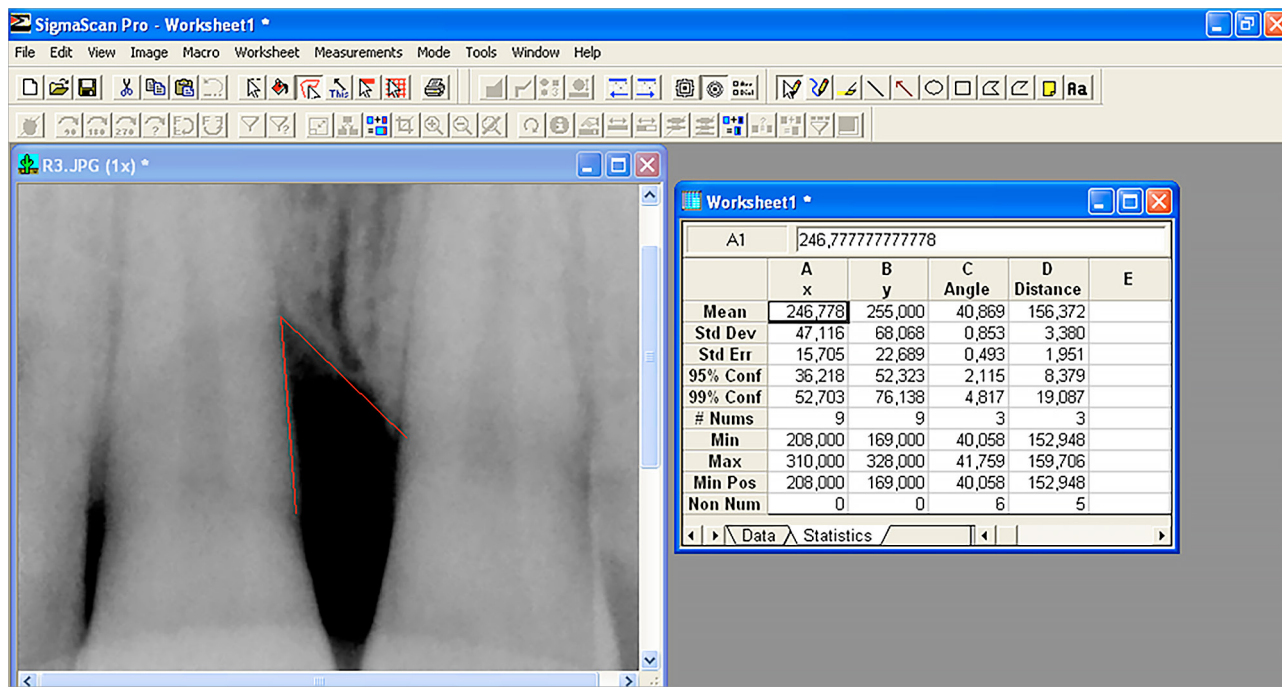 SigmaScan Pro - Worksheet1 *
File Edit View Image Macro Worksheet Measurements Mode Tools Window Help
This
Aa
90 180 270 ? ?
R3.JPG (1x) *
Worksheet1 *
A1 246,777777777778
A B C D E
x y Angle Distance
Mean 246,778 255,000 40,869 156,372
Std Dev 47,116 68,068 0,853 3,380
Std Err 15,705 22,689 0,493 1,951
95% Conf 36,218 52,323 2,115 8,379
99% Conf 52,703 76,138 4,817 19,087
# Nums 9 9 3 3
Min 208,000 169,000 40,058 152,948
Max 310,000 328,000 41,759 159,706
Min Pos 208,000 169,000 40,058 152,948
Non Num 0 0 6 5
Data Statistics